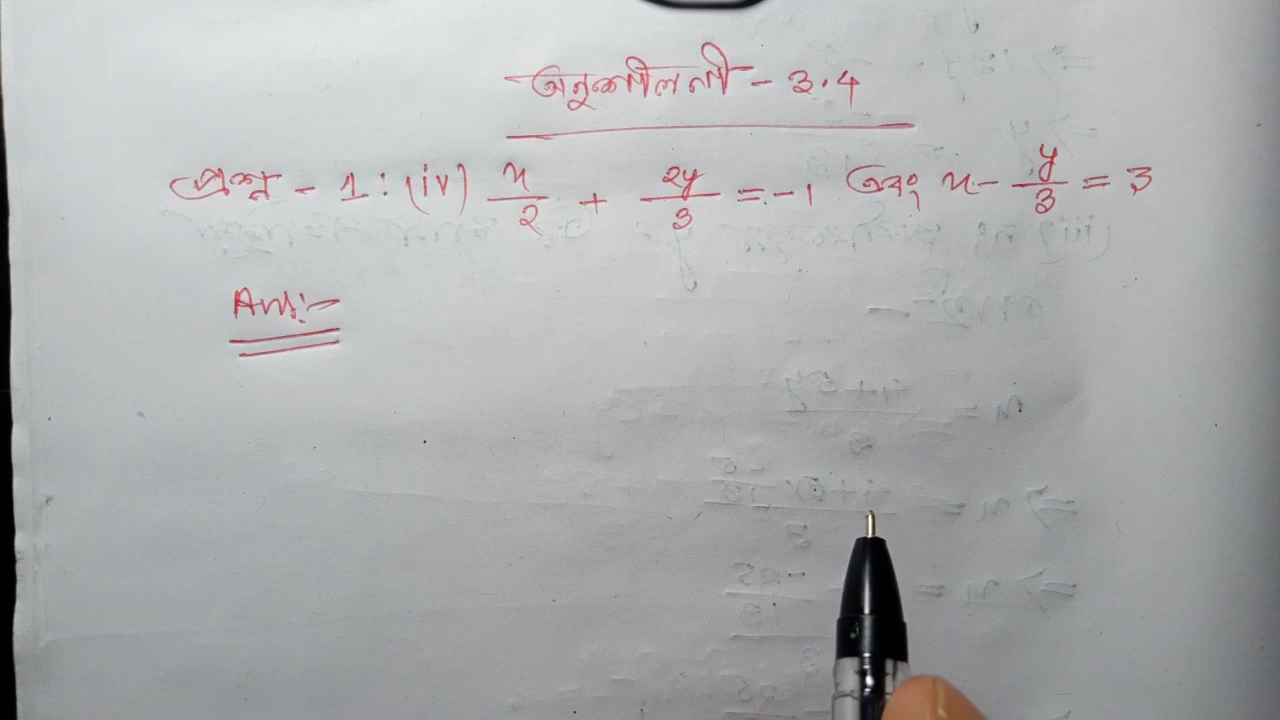 অনুশীলনী - 3.4
প্রশ্ন - 1: (iv) x/2 + 2y/3 = -1 এবং x - y/3 = 3
Ans:-